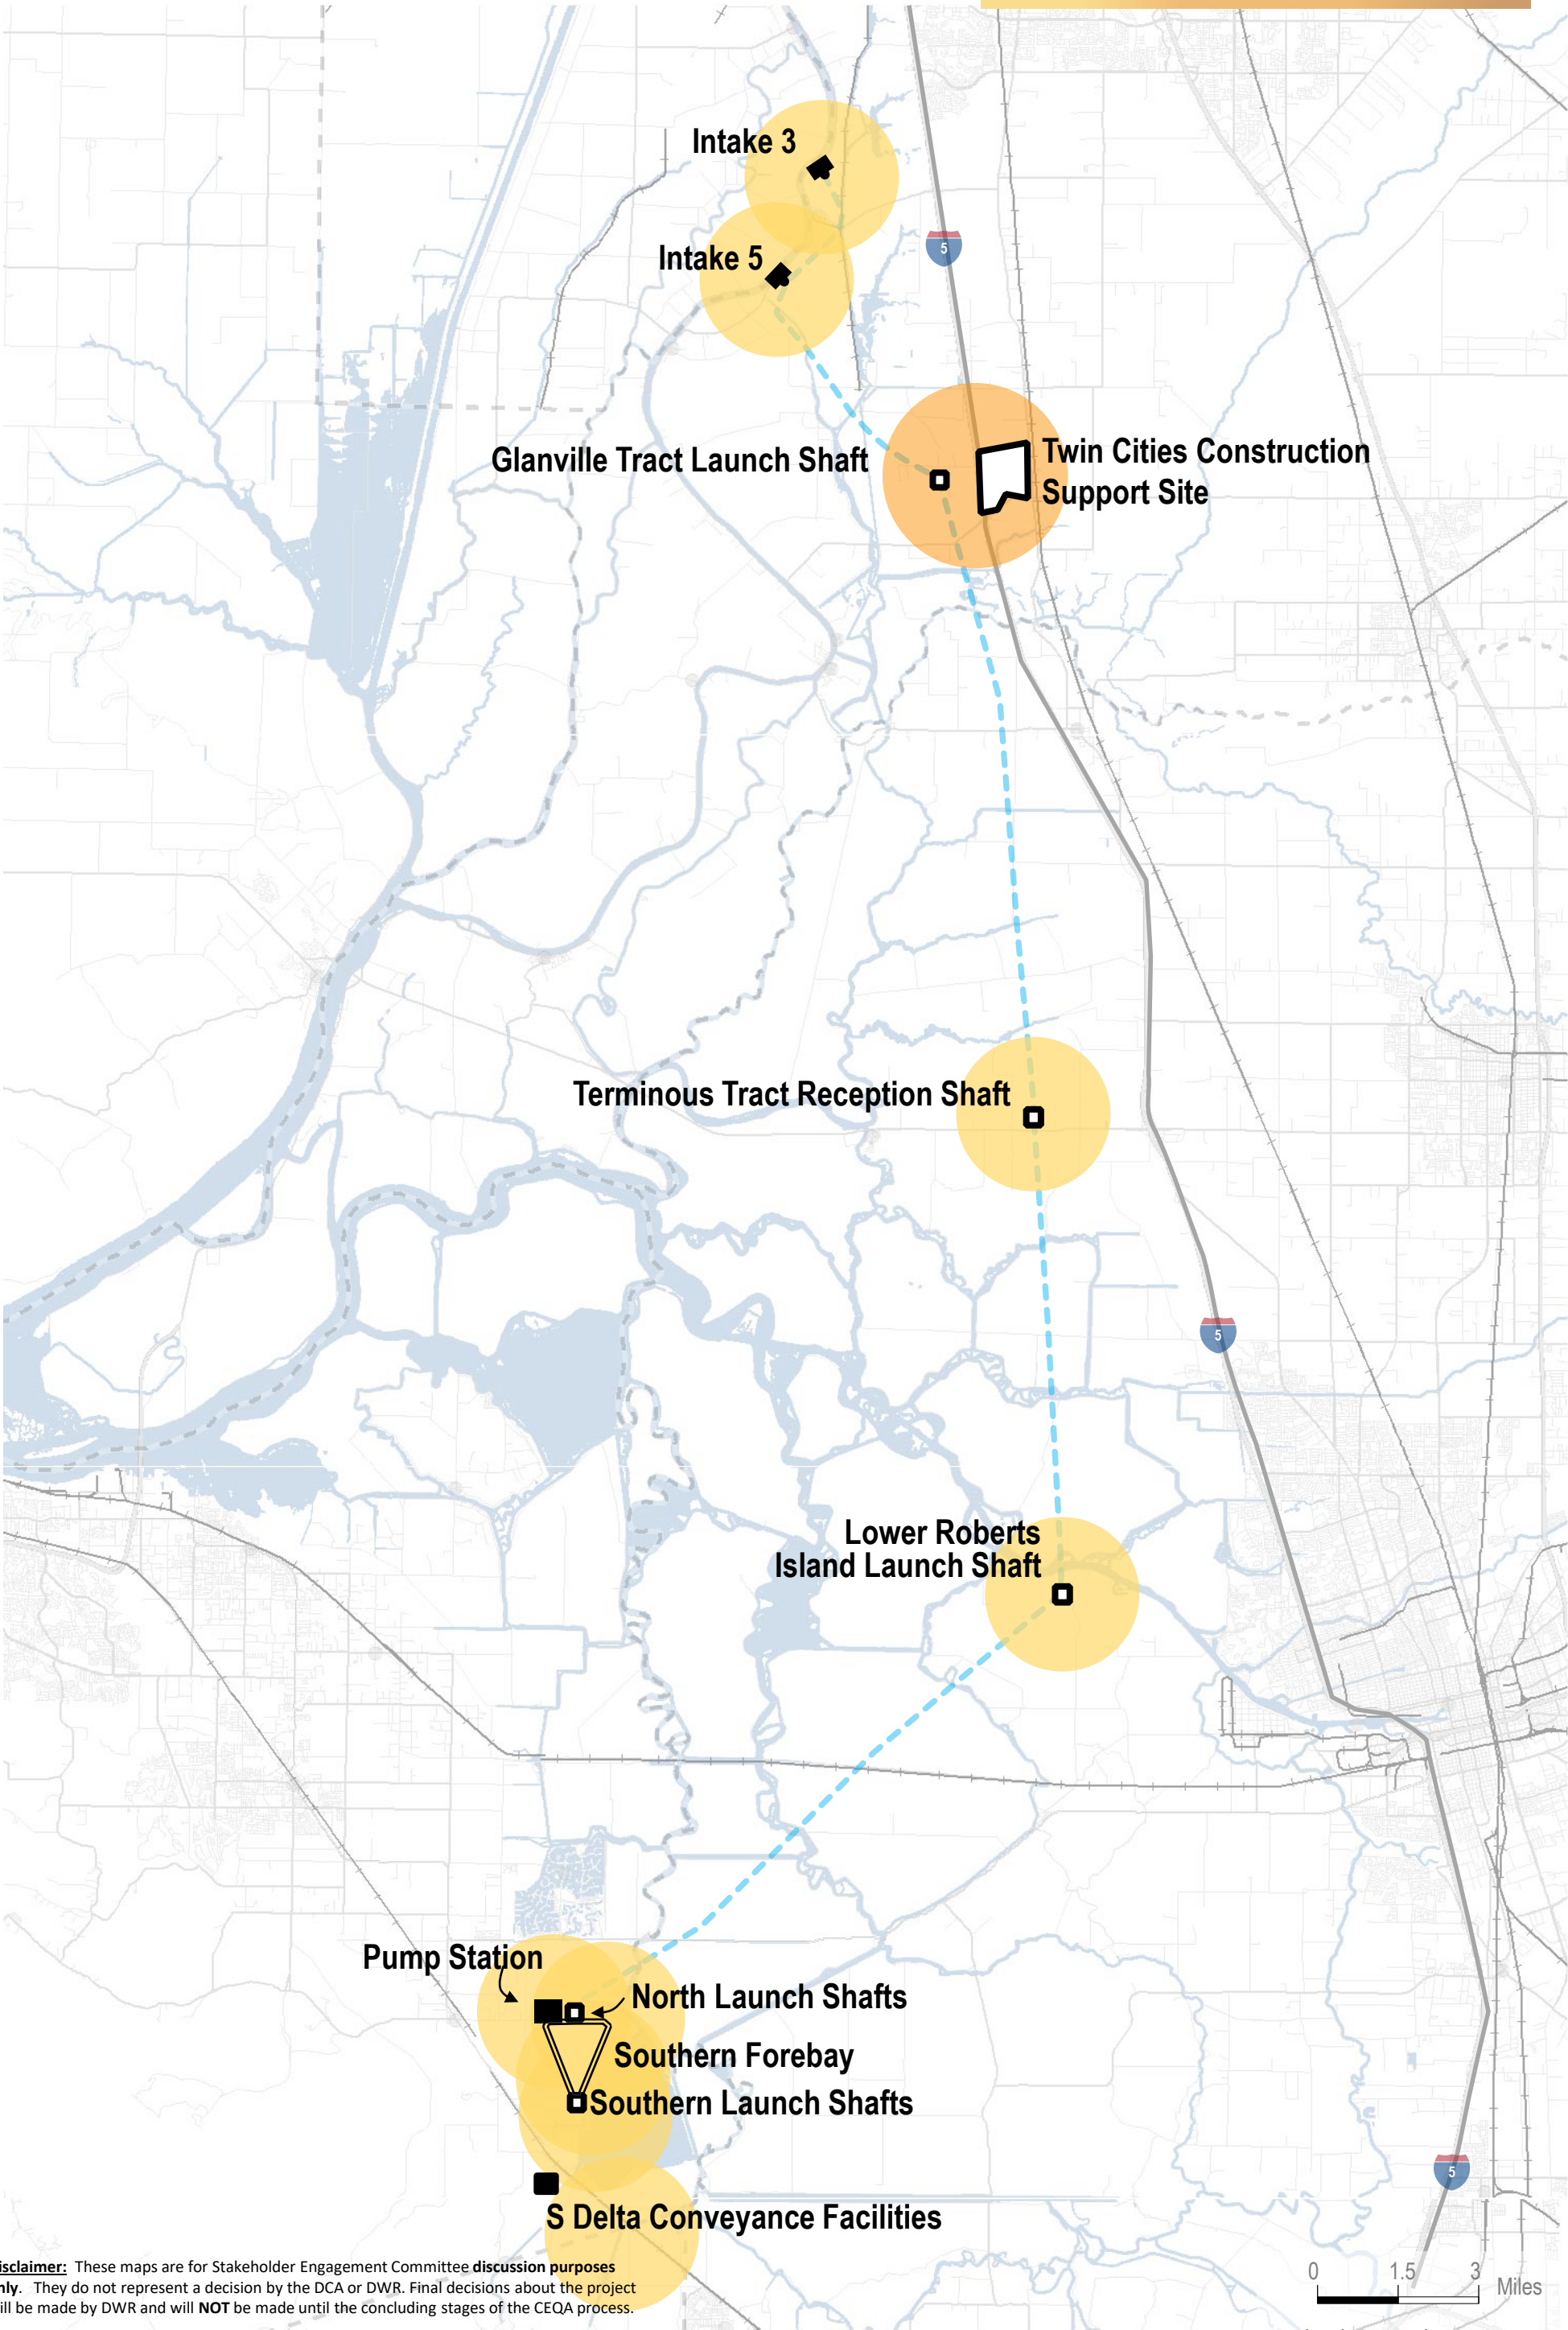 Intake 3
Intake 5
5
Glanville Tract Launch Shaft
Twin Cities Construction
Support Site
Terminous Tract Reception Shaft
5
Lower Roberts
Island Launch Shaft
Pump Station
North Launch Shafts
Southern Forebay
Southern Launch Shafts
5
S Delta Conveyance Facilities
isclaimer: These maps are for Stakeholder Engagement Committee discussion purposes
nly. They do not represent a decision by the DCA or DWR. Final decisions about the project
ill be made by DWR and will NOT be made until the concluding stages of the CEQA process.
0 1.5 3
Miles